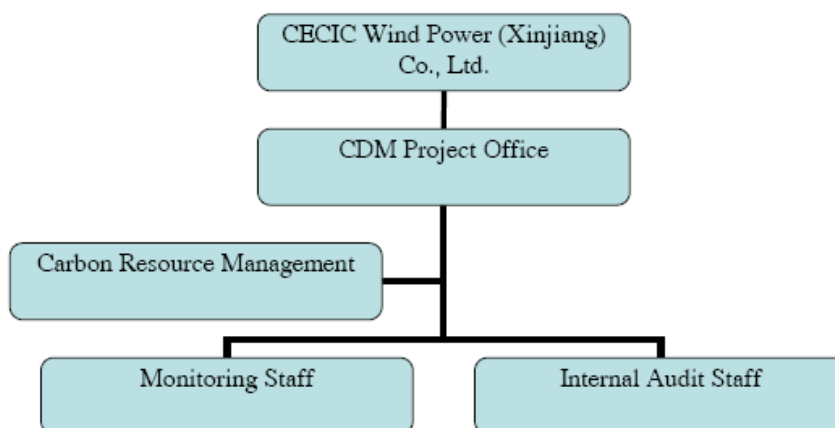 CECIC Wind Power (Xinjiang)
Co., Ltd.
CDM Project Office
Carbon Resource Management
Monitoring Staff
Internal Audit Staff